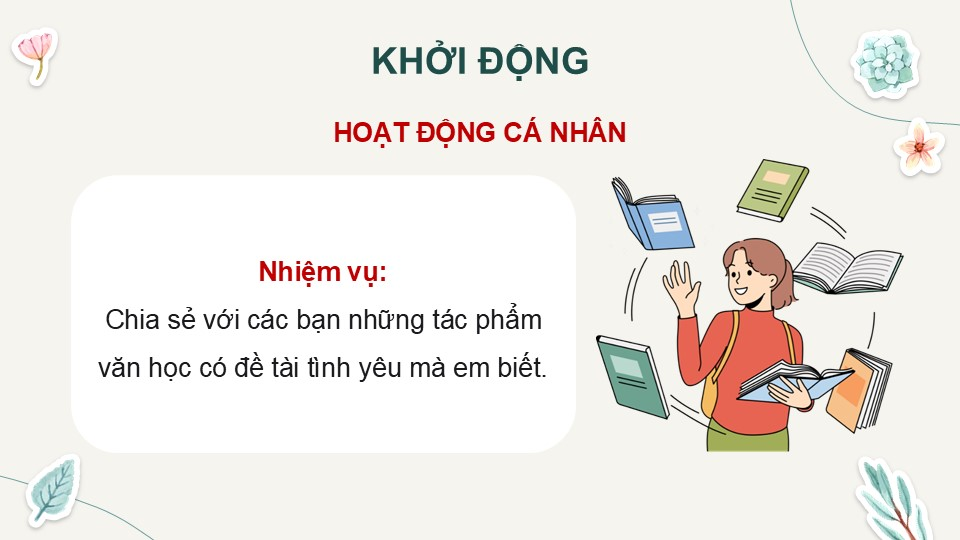 KHỞI ĐỘNG
HOẠT ĐỘNG CÁ NHÂN
Nhiệm vụ:
Chia sẻ với các bạn những tác phẩm
văn học có đề tài tình yêu mà em biết.